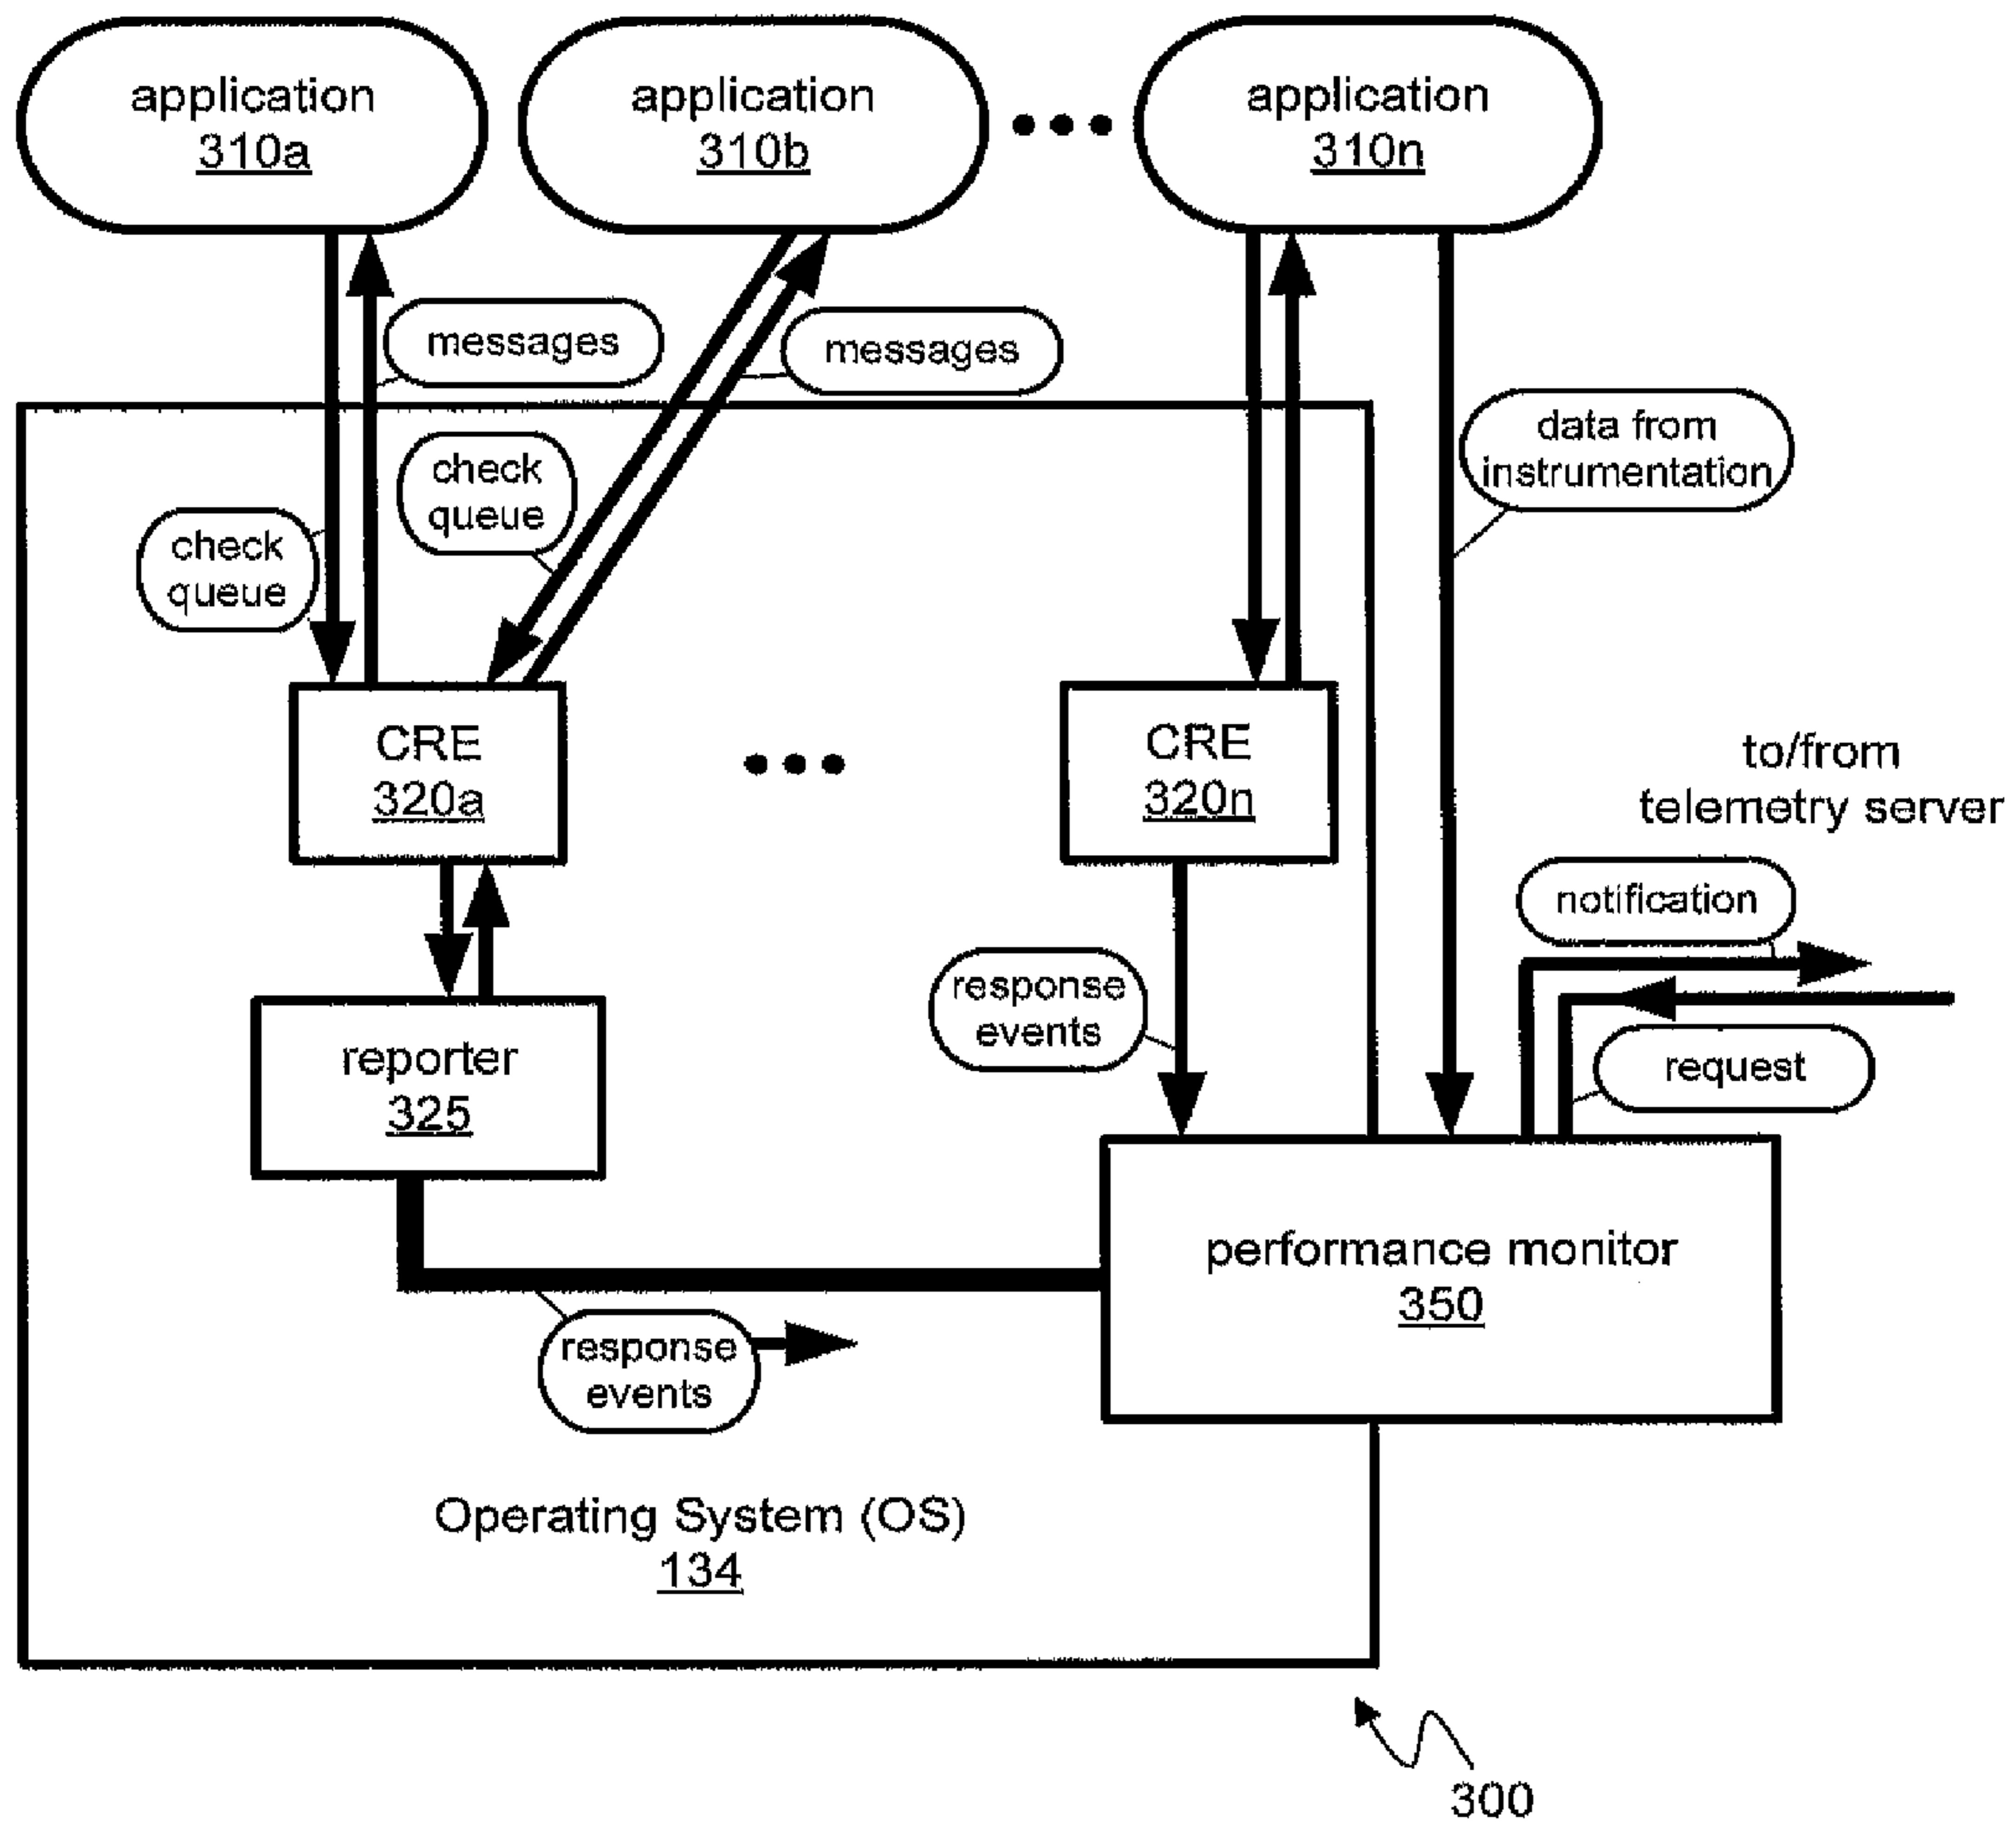 application
310a
application
310b
application
310n
messages
messages
data from
instrumentation
check
queue
check
queue
CRE
320a
CRE
320n
to/from
telemetry server
notification
response
events
request
reporter
325
performance monitor
350
response
events
Operating System (OS)
134
300